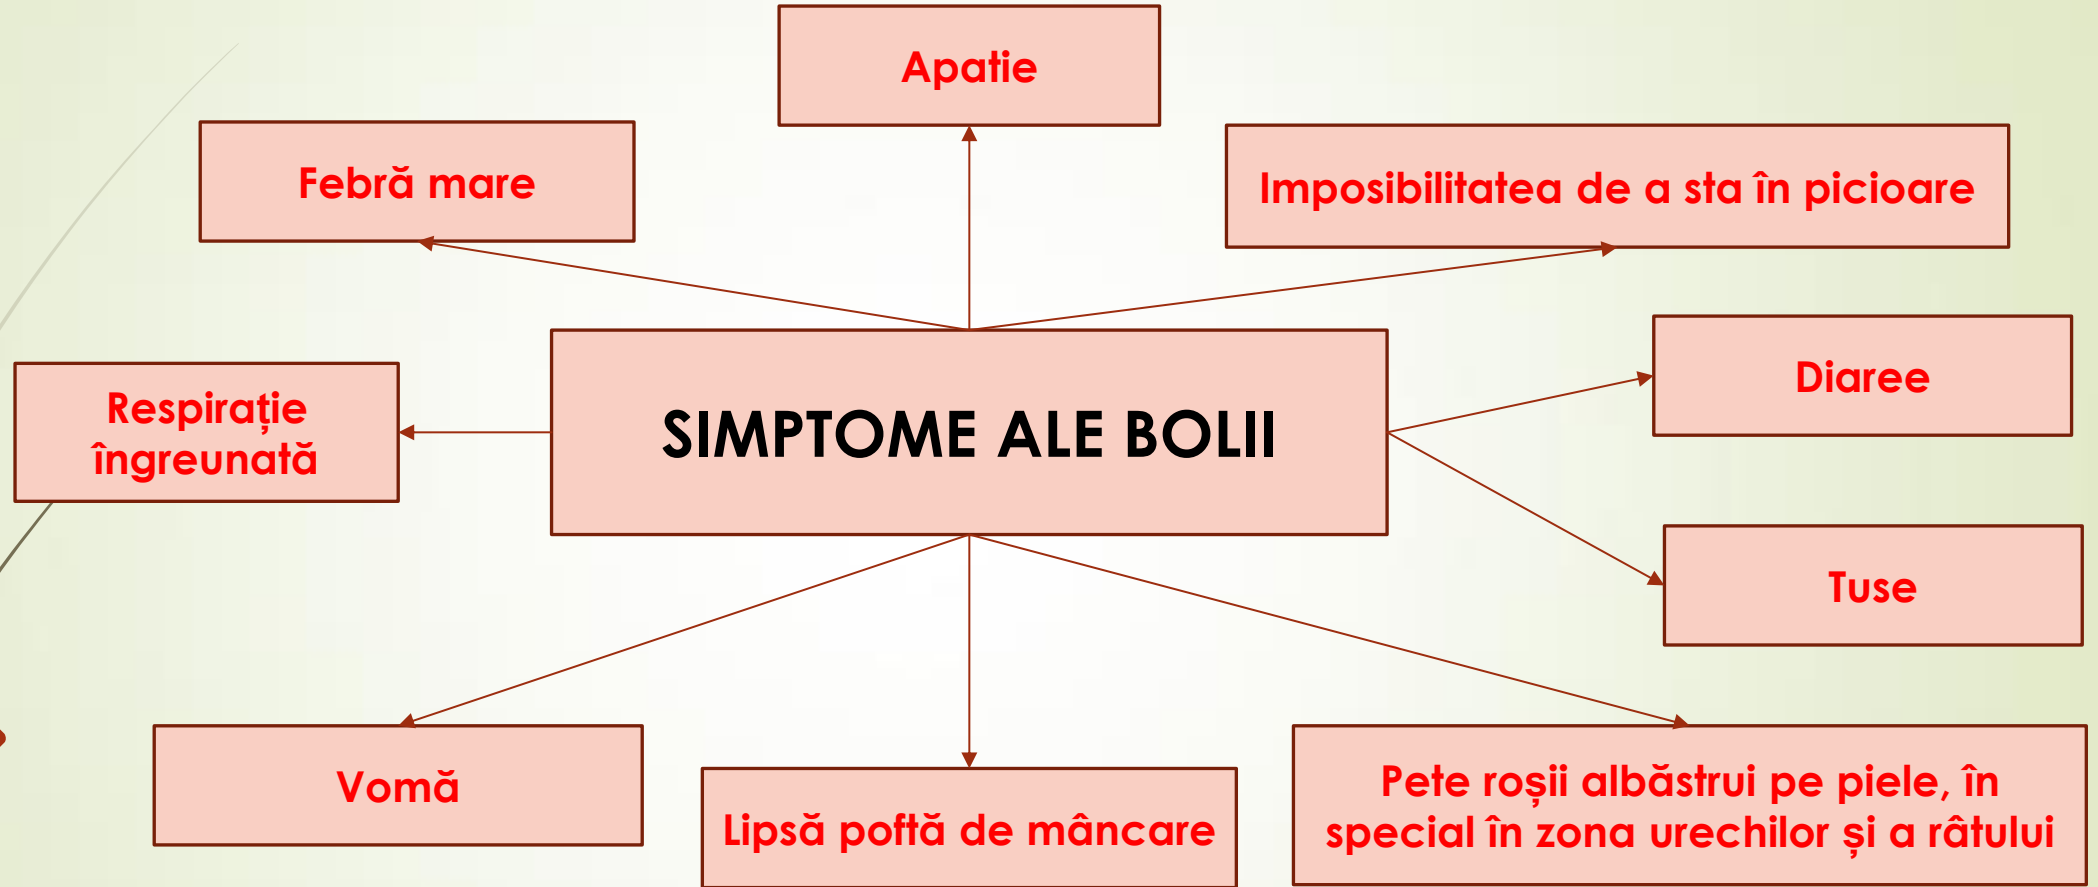 Apatie
Febră mare
Imposibilitatea de a sta în picioare
Respirație
îngreunată
SIMPTOME ALE BOLII
Diaree
Tuse
Vomă
Lipsă poftă de mâncare
Pete roșii albăstrui pe piele, în
special în zona urechilor și a râtului